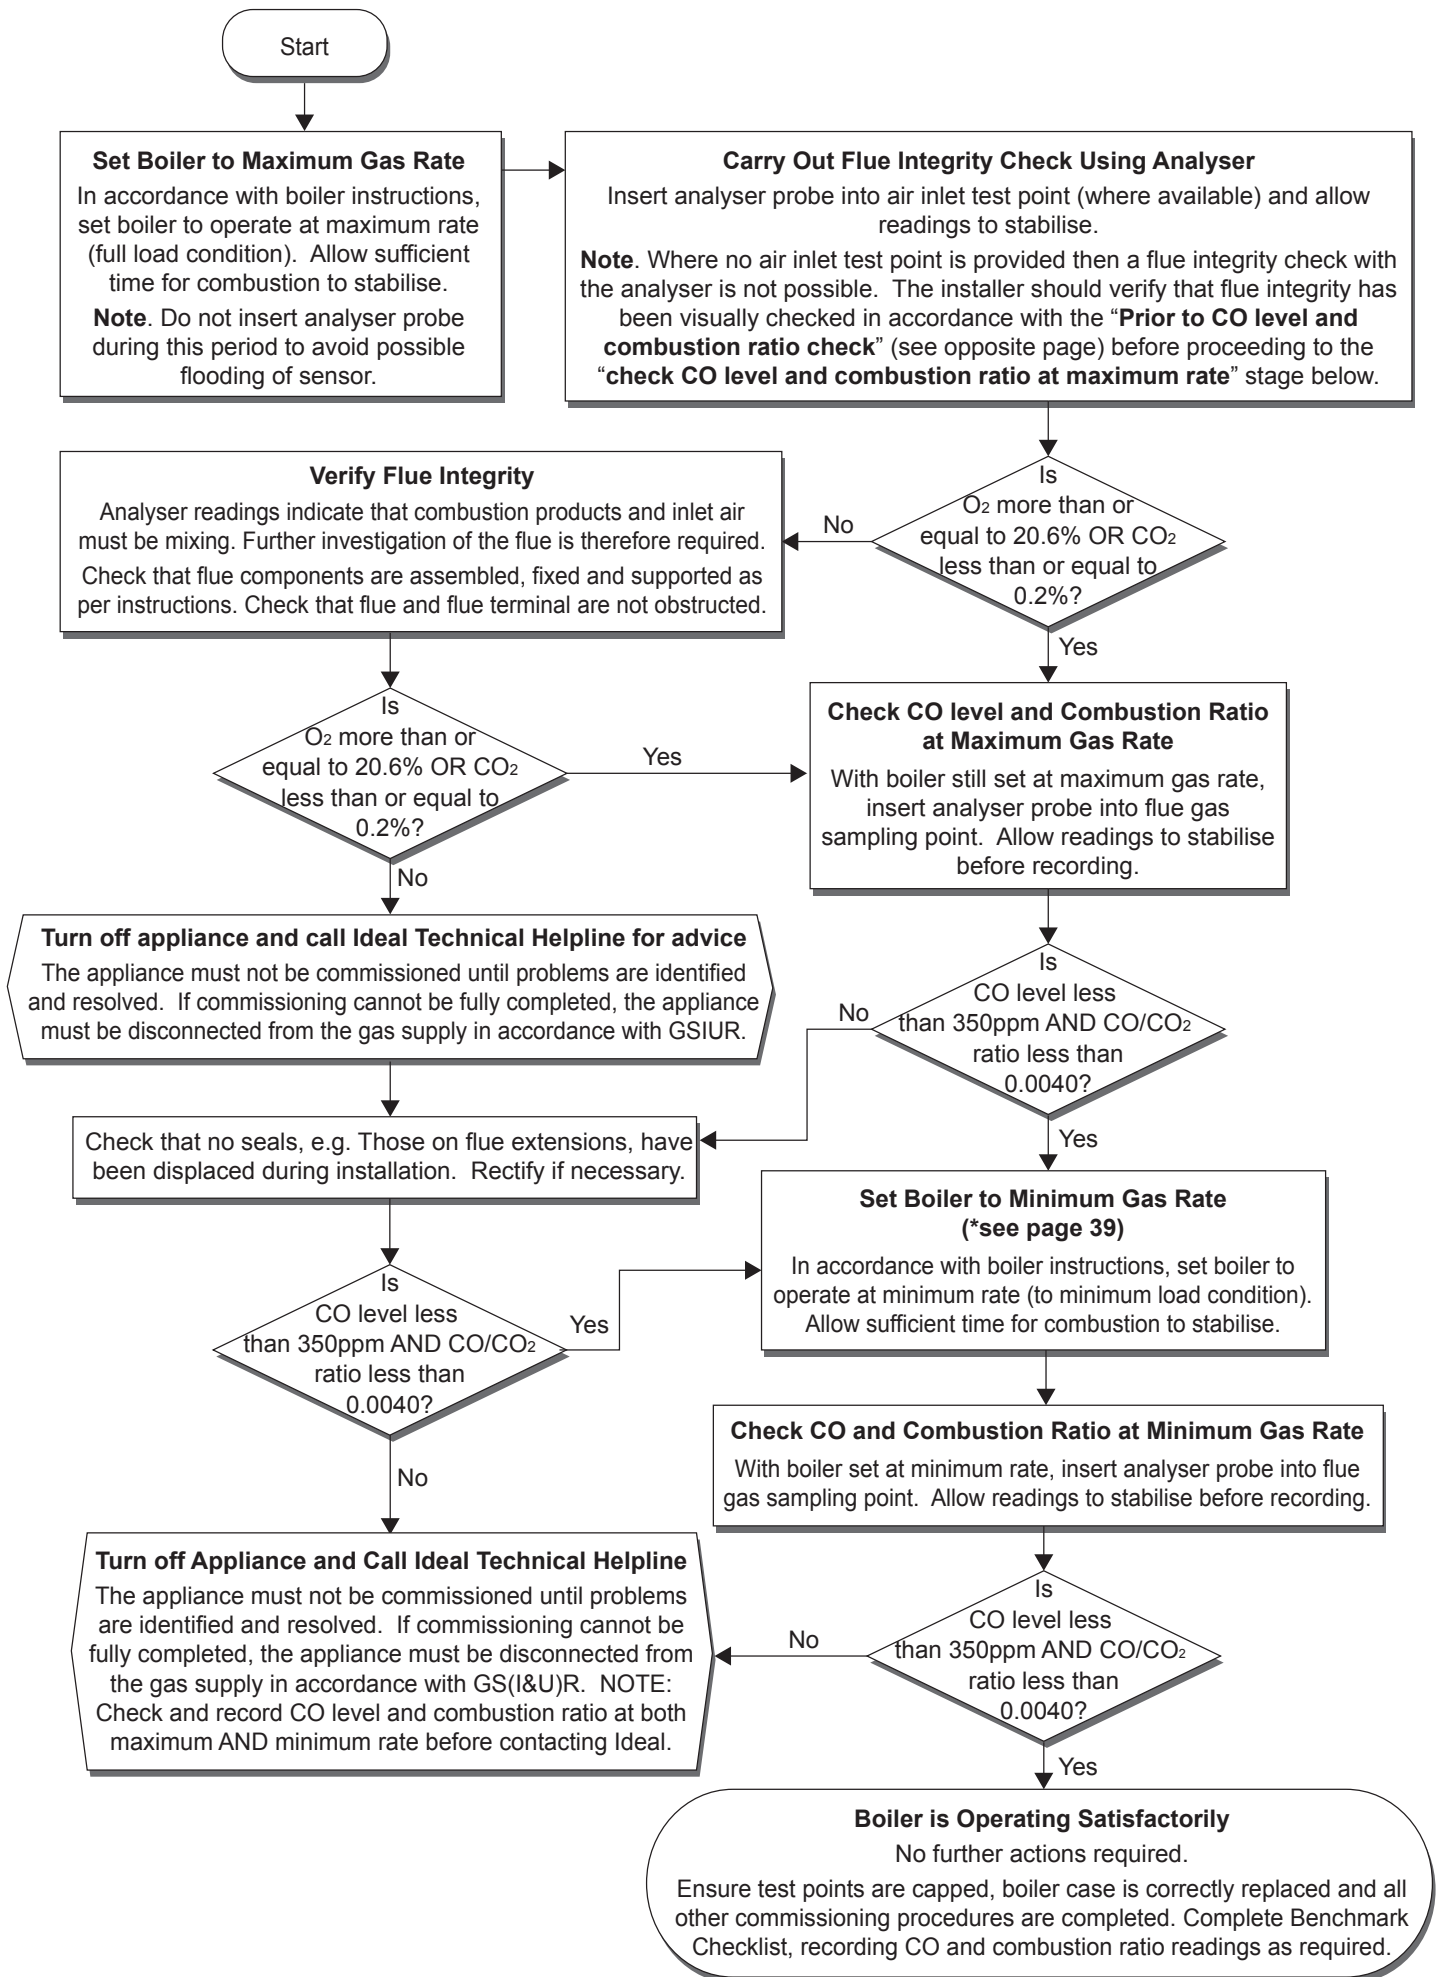 Start
Set Boiler to Maximum Gas Rate
In accordance with boiler instructions,
set boiler to operate at maximum rate
(full load condition).  Allow sufficient
time for combustion to stabilise.
Note. Do not insert analyser probe
during this period to avoid possible
flooding of sensor.
Carry Out Flue Integrity Check Using Analyser
Insert analyser probe into air inlet test point (where available) and allow
readings to stabilise.
Note. Where no air inlet test point is provided then a flue integrity check with
the analyser is not possible.  The installer should verify that flue integrity has
been visually checked in accordance with the “Prior to CO level and
combustion ratio check” (see opposite page) before proceeding to the
“check CO level and combustion ratio at maximum rate” stage below.
Is
O2 more than or
equal to 20.6% OR CO2
less than or equal to
0.2%?
No
Yes
Verify Flue Integrity
Analyser readings indicate that combustion products and inlet air
must be mixing. Further investigation of the flue is therefore required.
Check that flue components are assembled, fixed and supported as
per instructions. Check that flue and flue terminal are not obstructed.
Is
O2 more than or
equal to 20.6% OR CO2
less than or equal to
0.2%?
Yes
No
Check CO level and Combustion Ratio
at Maximum Gas Rate
With boiler still set at maximum gas rate,
insert analyser probe into flue gas
sampling point.  Allow readings to stabilise
before recording.
Turn off appliance and call Ideal Technical Helpline for advice
The appliance must not be commissioned until problems are identified
and resolved.  If commissioning cannot be fully completed, the appliance
must be disconnected from the gas supply in accordance with GSIUR.
Is
CO level less
than 350ppm AND CO/CO2
ratio less than
0.0040?
No
Yes
Check that no seals, e.g. Those on flue extensions, have
been displaced during installation.  Rectify if necessary.
Set Boiler to Minimum Gas Rate
(*see page 39)
In accordance with boiler instructions, set boiler to
operate at minimum rate (to minimum load condition).
Allow sufficient time for combustion to stabilise.
Is
CO level less
than 350ppm AND CO/CO2
ratio less than
0.0040?
Yes
No
Check CO and Combustion Ratio at Minimum Gas Rate
With boiler set at minimum rate, insert analyser probe into flue
gas sampling point.  Allow readings to stabilise before recording.
Turn off Appliance and Call Ideal Technical Helpline
The appliance must not be commissioned until problems
are identified and resolved.  If commissioning cannot be
fully completed, the appliance must be disconnected from
the gas supply in accordance with GS(I&U)R.  NOTE:
Check and record CO level and combustion ratio at both
maximum AND minimum rate before contacting Ideal.
Is
CO level less
than 350ppm AND CO/CO2
ratio less than
0.0040?
No
Yes
Boiler is Operating Satisfactorily
No further actions required.
Ensure test points are capped, boiler case is correctly replaced and all
other commissioning procedures are completed. Complete Benchmark
Checklist, recording CO and combustion ratio readings as required.